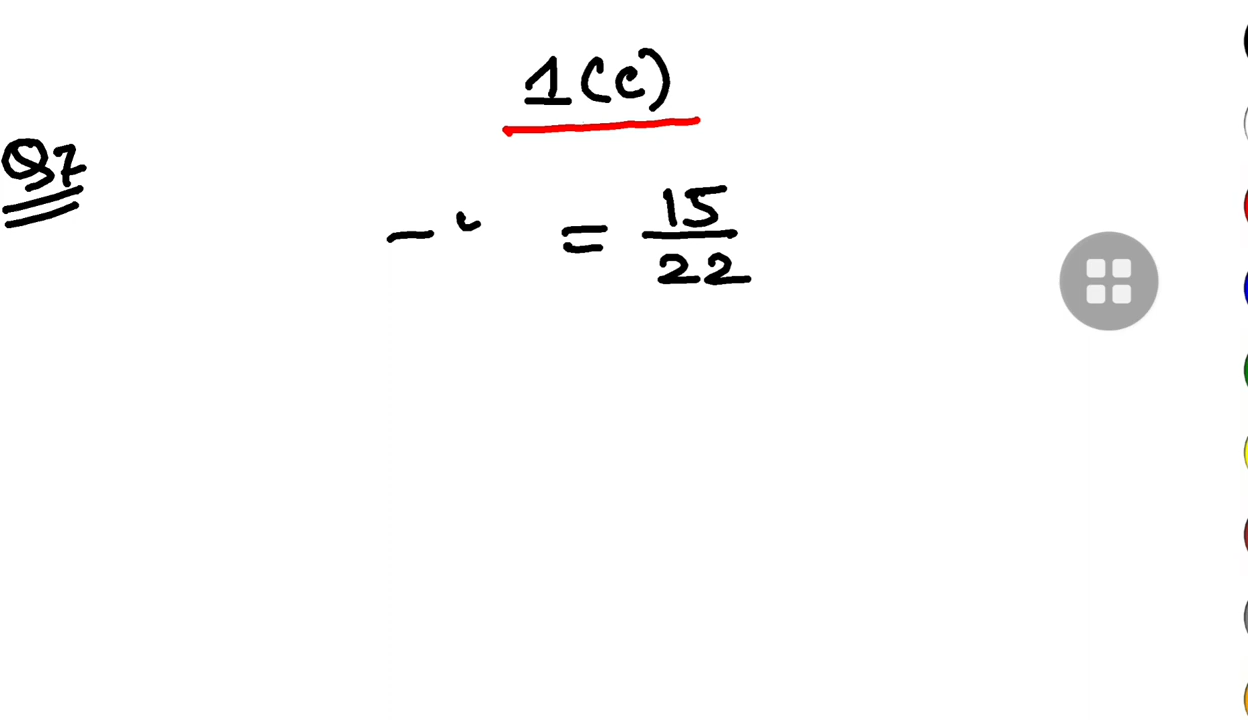 1(c)
Q7
- = 15/22